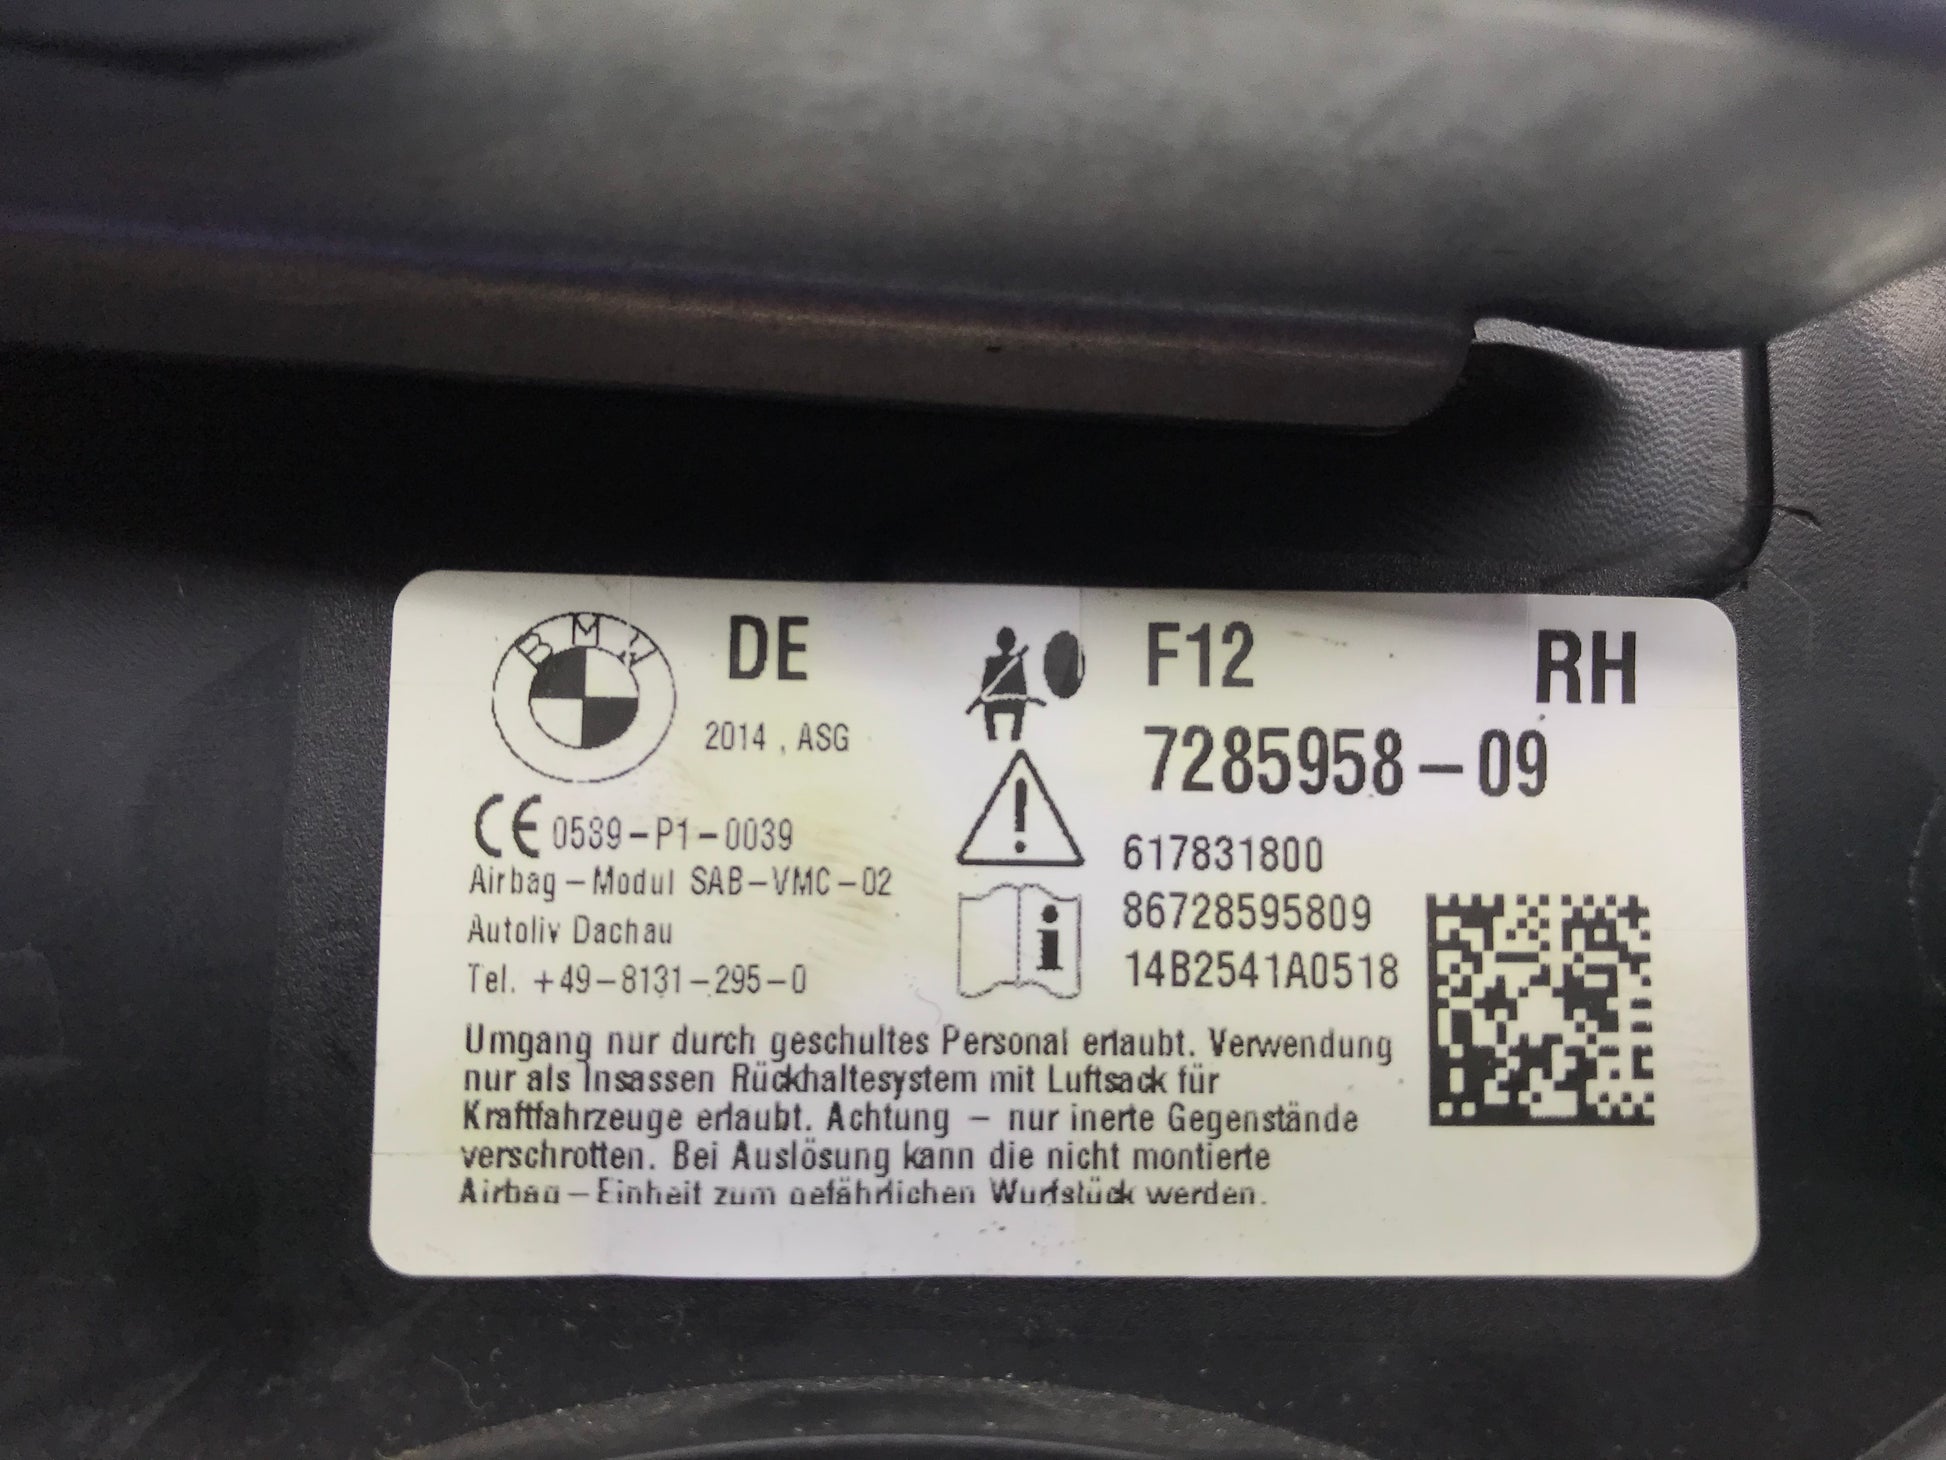 BMW
DE
2014 , ASG
CE 0589-P1-0039
Airbag-Modul SAB-VMC-02
Autoliv Dachau
Tel. +49-8131-295-0
F12
RH
7285958-09
617831800
86728595809
14B2541A0518
Umgang nur durch geschultes Personal erlaubt. Verwendung
nur als Insassen Rückhaltesystem mit Luftsack für
Kraftfahrzeuge erlaubt. Achtung - nur inerte Gegenstände
verschrotten. Bei Auslösung kann die nicht montierte
Airbag-Einheit zum gefährlichen Wurfstück werden.